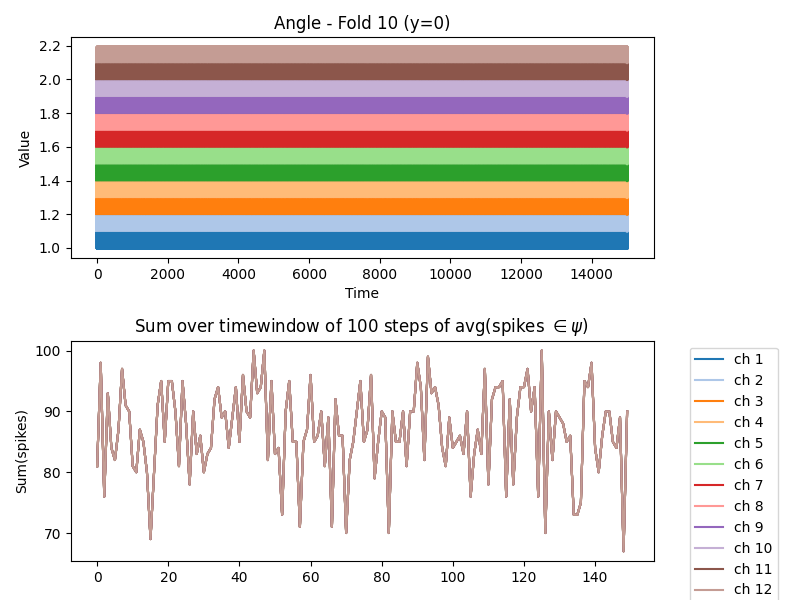 Angle - Fold 10 (y=0)
Value
2.2
2.0
1.8
1.6
1.4
1.2
1.0
0 2000 4000 6000 8000 10000 12000 14000
Time
Sum over timewindow of 100 steps of avg(spikes ∈ ψ)
Sum(spikes)
100
90
80
70
0 20 40 60 80 100 120 140
ch 1
ch 2
ch 3
ch 4
ch 5
ch 6
ch 7
ch 8
ch 9
ch 10
ch 11
ch 12